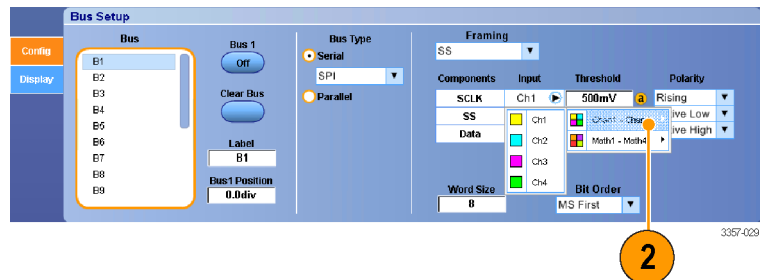 Bus Setup
Config
Display
Bus
B1
B2
B3
B4
B5
B6
B7
B8
B9
Bus 1
Off
Clear Bus
Label
B1
Bus1 Position
0.0div
Bus Type
Serial
SPI
Parallel
Framing
SS
Components Input Threshold Polarity
SCLK Ch1 500mV a Rising
SS ive Low
Data ive High
Ch1
Ch2
Ch3
Ch4
Math1 - Math4
Word Size
8
Bit Order
MS First
3357-029
2